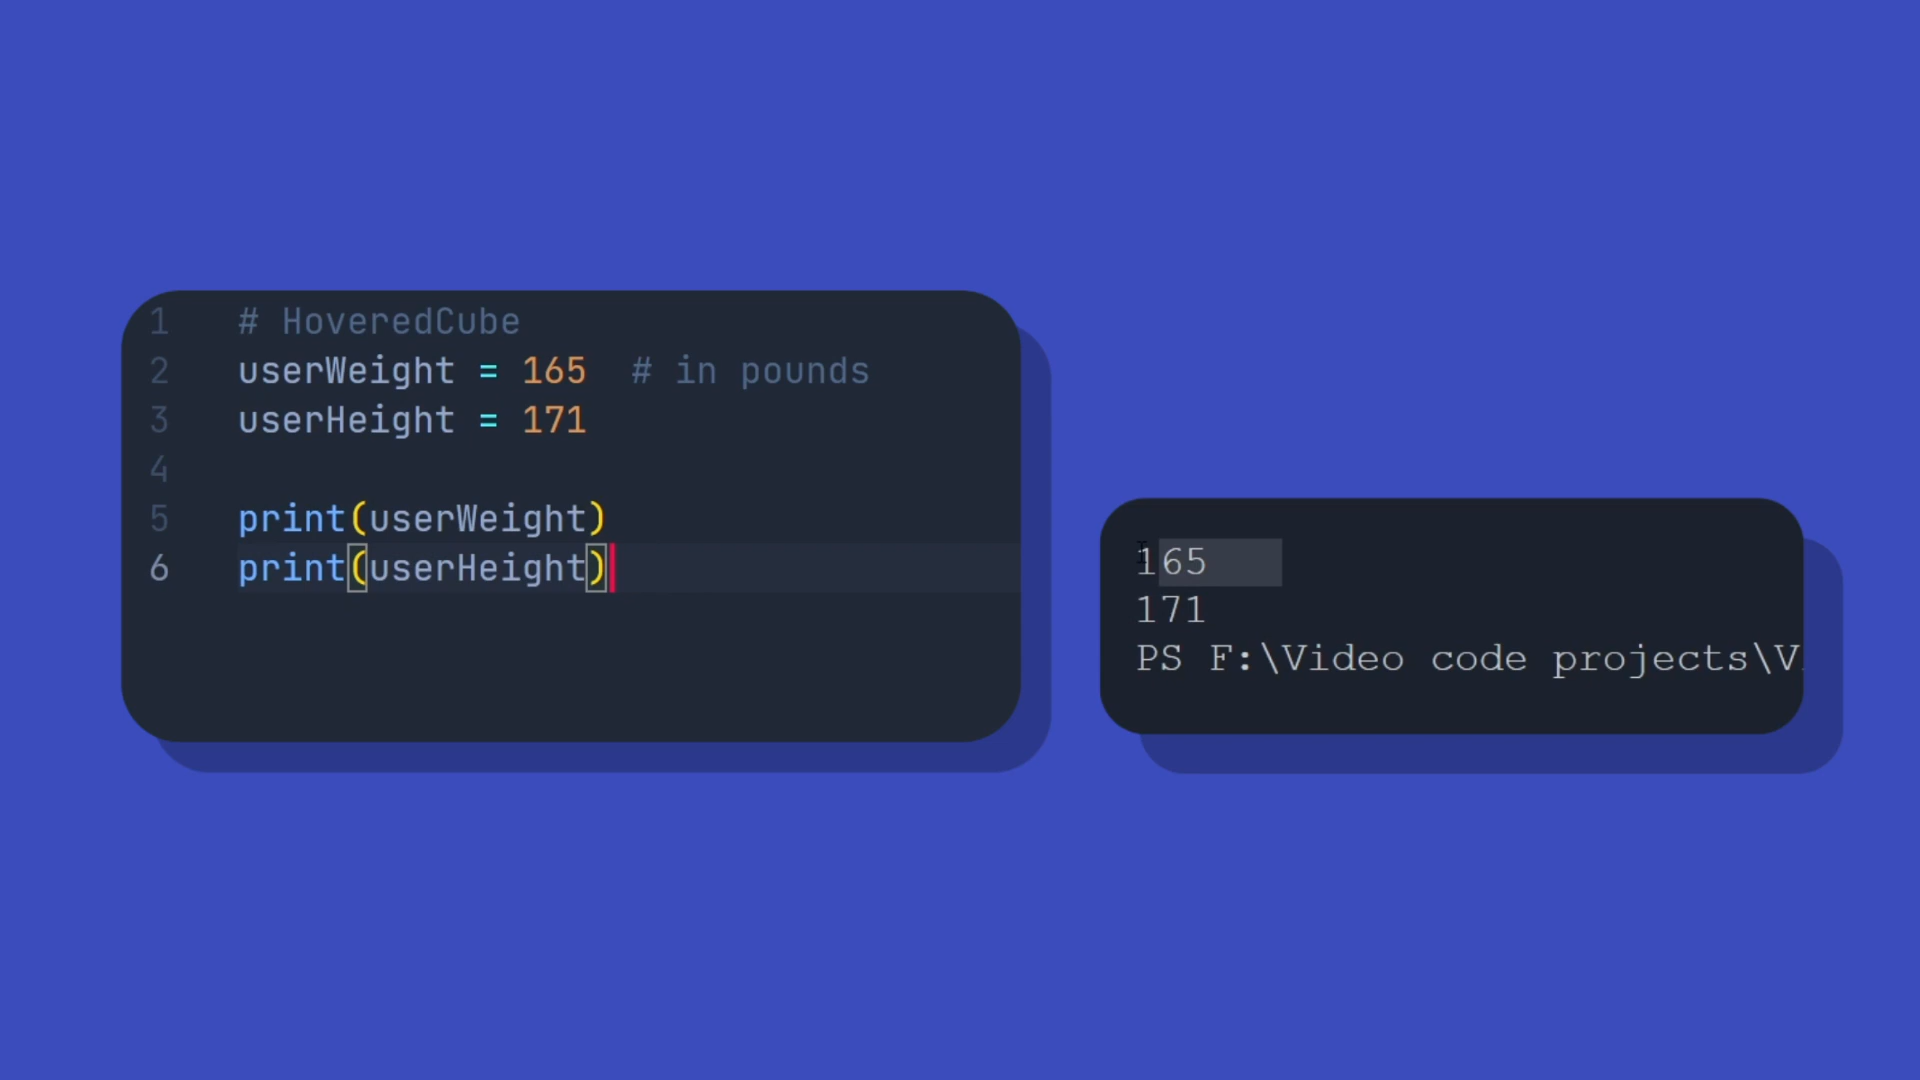 1 # HoveredCube
2 userWeight = 165 # in pounds
3 userHeight = 171
4
5 print(userWeight)
6 print(userHeight)
165
171
PS F:\Video code projects\V